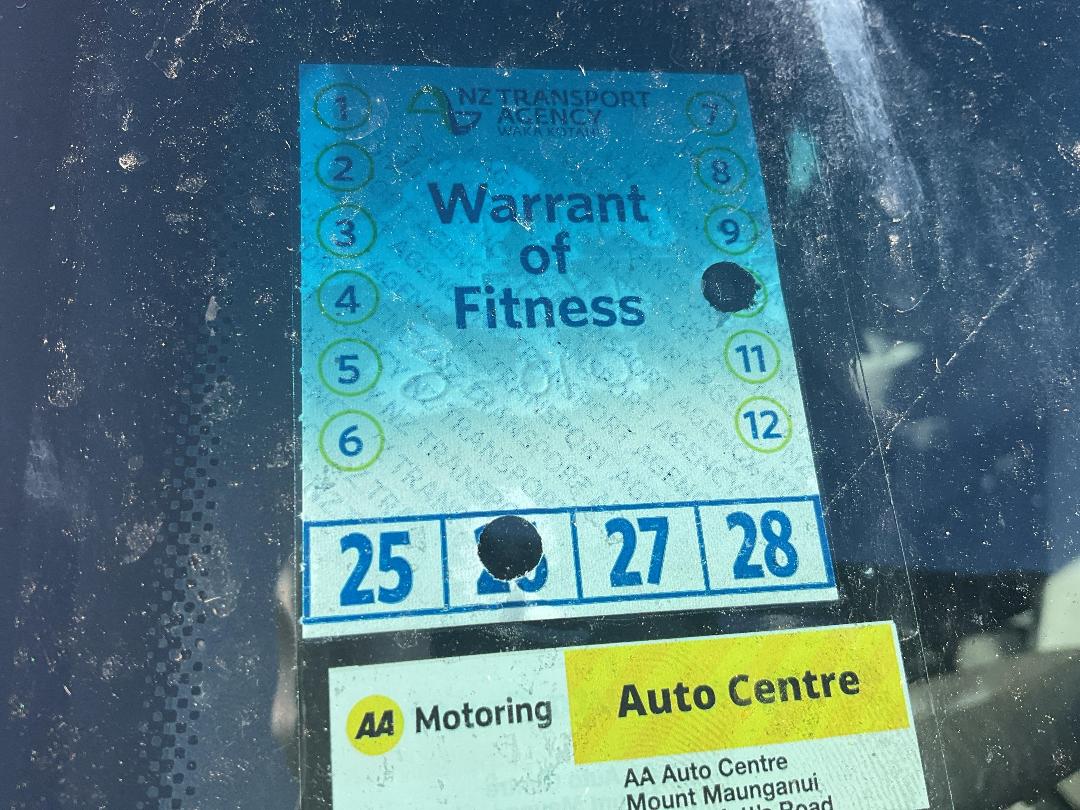 NZ TRANSPORT
AGENCY
WAKA KOTAHI
1
2
3
4
5
6
7
8
9
11
12
Warrant
of
Fitness
25
27 28
AA Motoring
Auto Centre
AA Auto Centre
Mount Maunganui
Road